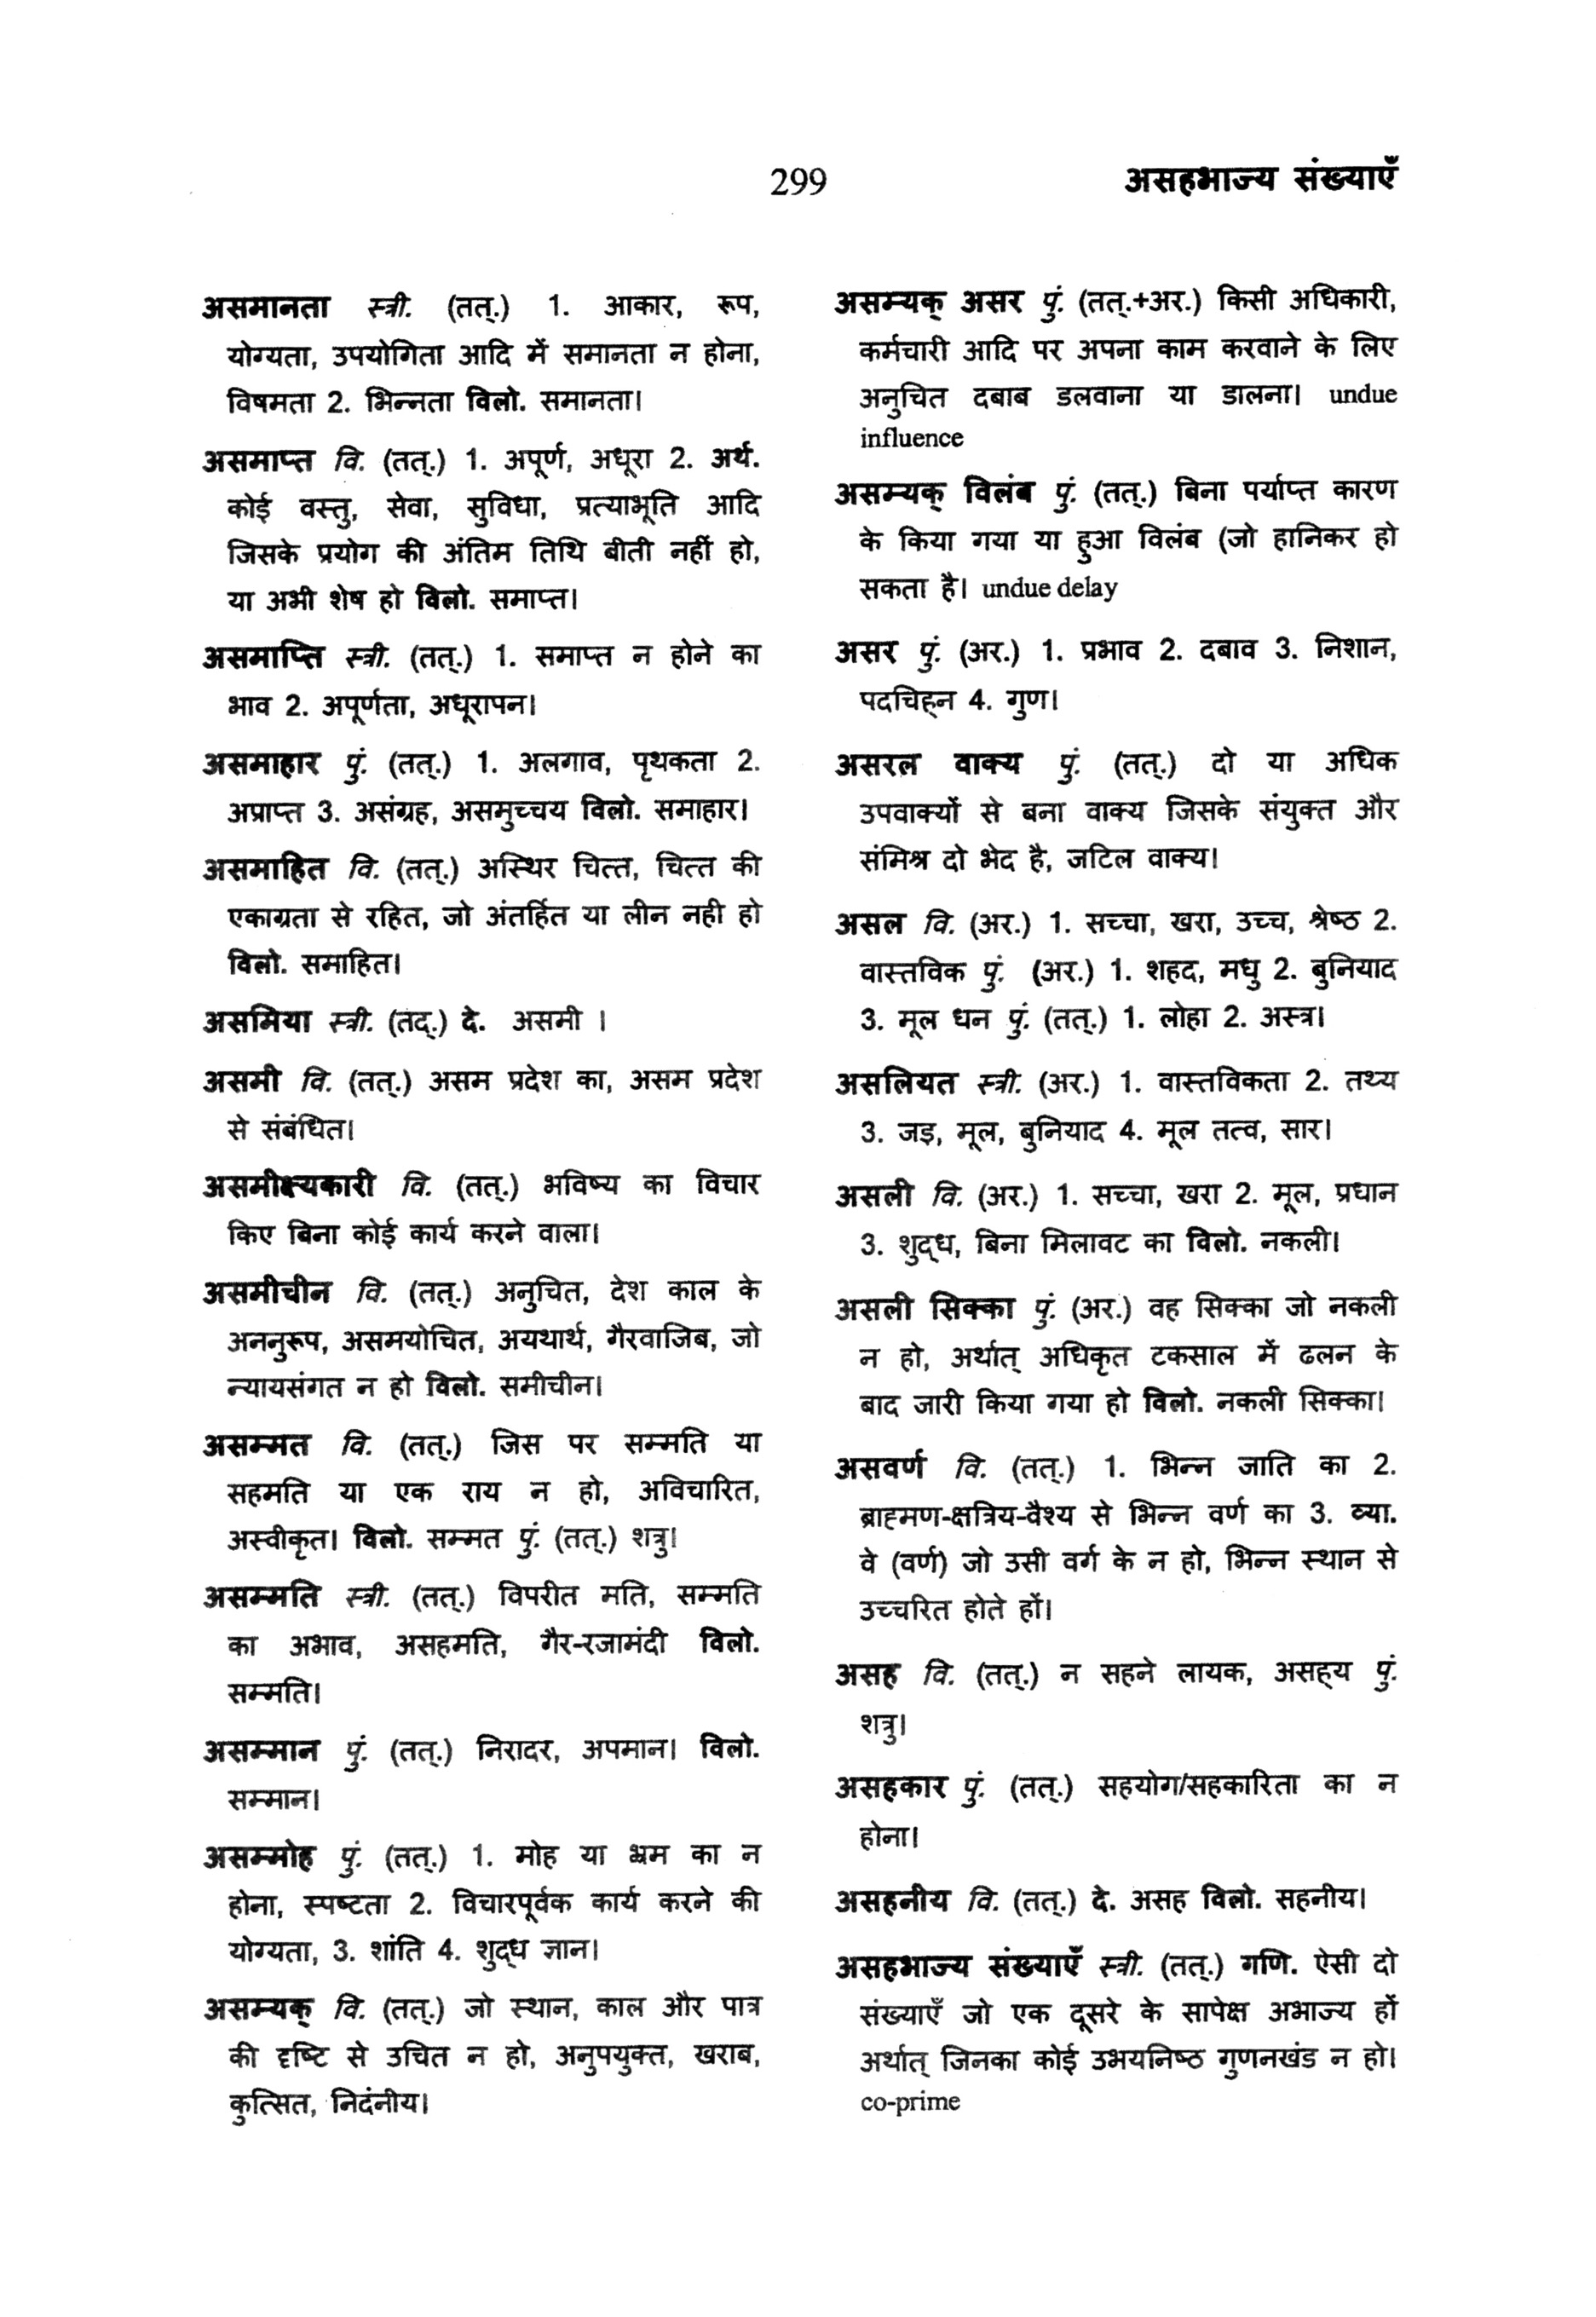 299
असहभाज्य संख्याएँ
असमानता स्त्री. (तत्.) 1. आकार, रूप,
योग्यता, उपयोगिता आदि में समानता न होना,
विषमता 2. भिन्नता विलो. समानता।
असमाप्त वि. (तत्.) 1. अपूर्ण, अधूरा 2. अर्थ.
कोई वस्तु, सेवा, सुविधा, प्रत्याभूति आदि
जिसके प्रयोग की अंतिम तिथि बीती नहीं हो,
या अभी शेष हो विलो. समाप्त।
असमाप्ति स्त्री. (तत्.) 1. समाप्त न होने का
भाव 2. अपूर्णता, अधूरापन।
असमाहार पुं. (तत्.) 1. अलगाव, पृथकता 2.
अप्राप्त 3. असंग्रह, असमुच्चय विलो. समाहार।
असमाहित वि. (तत्.) अस्थिर चित्त, चित्त की
एकाग्रता से रहित, जो अंतर्हित या लीन नही हो
विलो. समाहित।
असमिया स्त्री. (तद्.) दे. असमी ।
असमी वि. (तत्.) असम प्रदेश का, असम प्रदेश
से संबंधित।
असमीक्ष्यकारी वि. (तत्.) भविष्य का विचार
किए बिना कोई कार्य करने वाला।
असमीचीन वि. (तत्.) अनुचित, देश काल के
अननुरूप, असमयोचित, अयथार्थ, गैरवाजिब, जो
न्यायसंगत न हो विलो. समीचीन।
असम्मत वि. (तत्.) जिस पर सम्मति या
सहमति या एक राय न हो, अविचारित,
अस्वीकृत। विलो. सम्मत पुं. (तत्.) शत्रु।
असम्मति स्त्री. (तत्.) विपरीत मति, सम्मति
का अभाव, असहमति, गैर-रजामंदी विलो.
सम्मति।
असम्मान पुं. (तत्.) निरादर, अपमान। विलो.
सम्मान।
असम्मोह पुं. (तत्.) 1. मोह या भ्रम का न
होना, स्पष्टता 2. विचारपूर्वक कार्य करने की
योग्यता, 3. शांति 4. शुद्ध ज्ञान।
असम्यक् वि. (तत्.) जो स्थान, काल और पात्र
की दृष्टि से उचित न हो, अनुपयुक्त, खराब,
कुत्सित, निदंनीय।
असम्यक् असर पुं. (तत्.+अर.) किसी अधिकारी,
कर्मचारी आदि पर अपना काम करवाने के लिए
अनुचित दबाब डलवाना या डालना। undue
influence
असम्यक् विलंब पुं. (तत्.) बिना पर्याप्त कारण
के किया गया या हुआ विलंब (जो हानिकर हो
सकता है। undue delay
असर पुं. (अर.) 1. प्रभाव 2. दबाव 3. निशान,
पदचिह्न 4. गुण।
असरल वाक्य पुं. (तत्.) दो या अधिक
उपवाक्यों से बना वाक्य जिसके संयुक्त और
संमिश्र दो भेद है, जटिल वाक्य।
असल वि. (अर.) 1. सच्चा, खरा, उच्च, श्रेष्ठ 2.
वास्तविक पुं. (अर.) 1. शहद, मधु 2. बुनियाद
3. मूल धन पुं. (तत्.) 1. लोहा 2. अस्त्र।
असलियत स्त्री. (अर.) 1. वास्तविकता 2. तथ्य
3. जइ, मूल, बुनियाद 4. मूल तत्व, सार।
असली वि. (अर.) 1. सच्चा, खरा 2. मूल, प्रधान
3. शुद्ध, बिना मिलावट का विलो. नकली।
असली सिक्का पुं. (अर.) वह सिक्का जो नकली
न हो, अर्थात् अधिकृत टकसाल में ढलन के
बाद जारी किया गया हो विलो. नकली सिक्का।
असवर्ण वि. (तत्.) 1. भिन्न जाति का 2.
ब्राह्मण-क्षत्रिय-वैश्य से भिन्न वर्ण का 3. व्या.
वे (वर्ण) जो उसी वर्ग के न हो, भिन्न स्थान से
उच्चरित होते हों।
असह वि. (तत्.) न सहने लायक, असह्य पुं.
शत्रु।
असहकार पुं. (तत्.) सहयोग/सहकारिता का न
होना।
असहनीय वि. (तत्.) दे. असह विलो. सहनीय।
असहभाज्य संख्याएँ स्त्री. (तत्.) गणि. ऐसी दो
संख्याएँ जो एक दूसरे के सापेक्ष अभाज्य हों
अर्थात् जिनका कोई उभयनिष्ठ गुणनखंड न हो।
co-prime